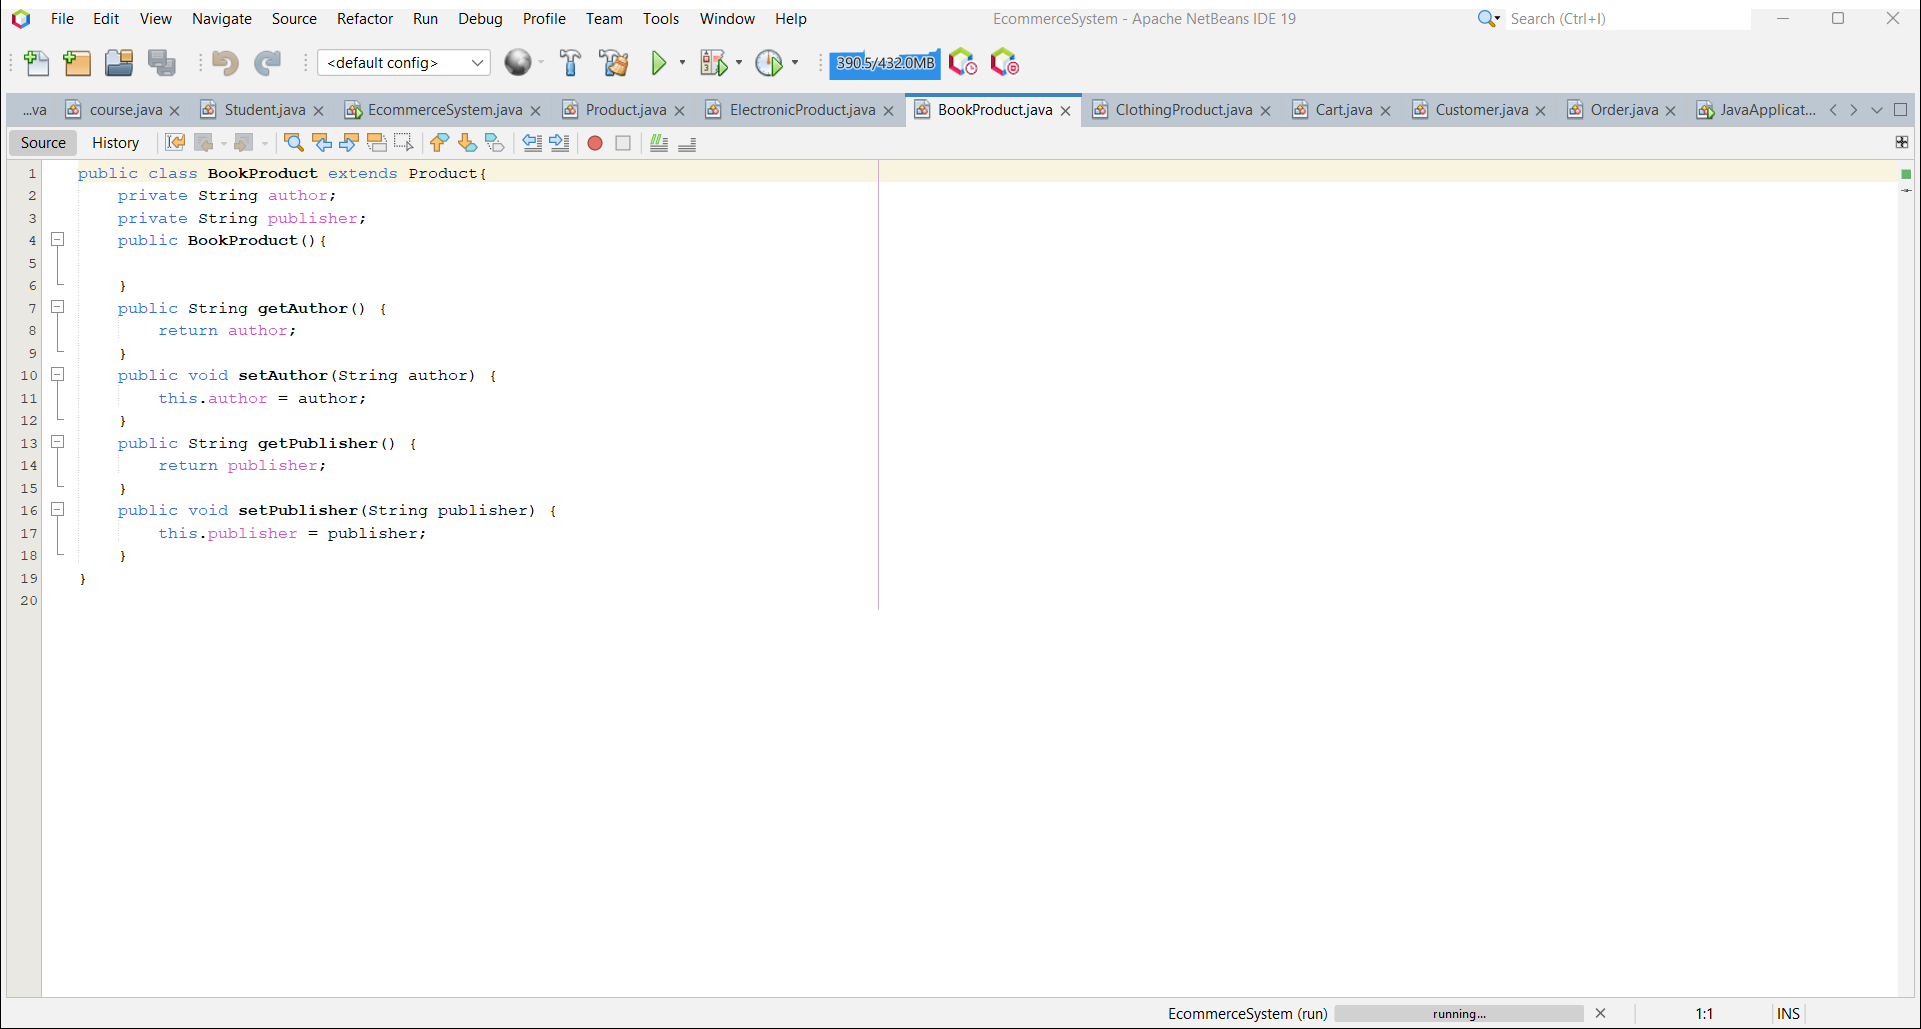 File Edit View Navigate Source Refactor Run Debug Profile Team Tools Window Help EcommerceSystem - Apache NetBeans IDE 19 Search (Ctrl+I)
<default config> 390.5/432.0MB
...va course.java Student.java EcommerceSystem.java Product.java ElectronicProduct.java BookProduct.java ClothingProduct.java Cart.java Customer.java Order.java JavaApplicat...
Source History
1 public class BookProduct extends Product{
2 private String author;
3 private String publisher;
4 public BookProduct(){
5
6 }
7 public String getAuthor() {
8 return author;
9 }
10 public void setAuthor(String author) {
11 this.author = author;
12 }
13 public String getPublisher() {
14 return publisher;
15 }
16 public void setPublisher(String publisher) {
17 this.publisher = publisher;
18 }
19 }
20
EcommerceSystem (run) running... 1:1 INS